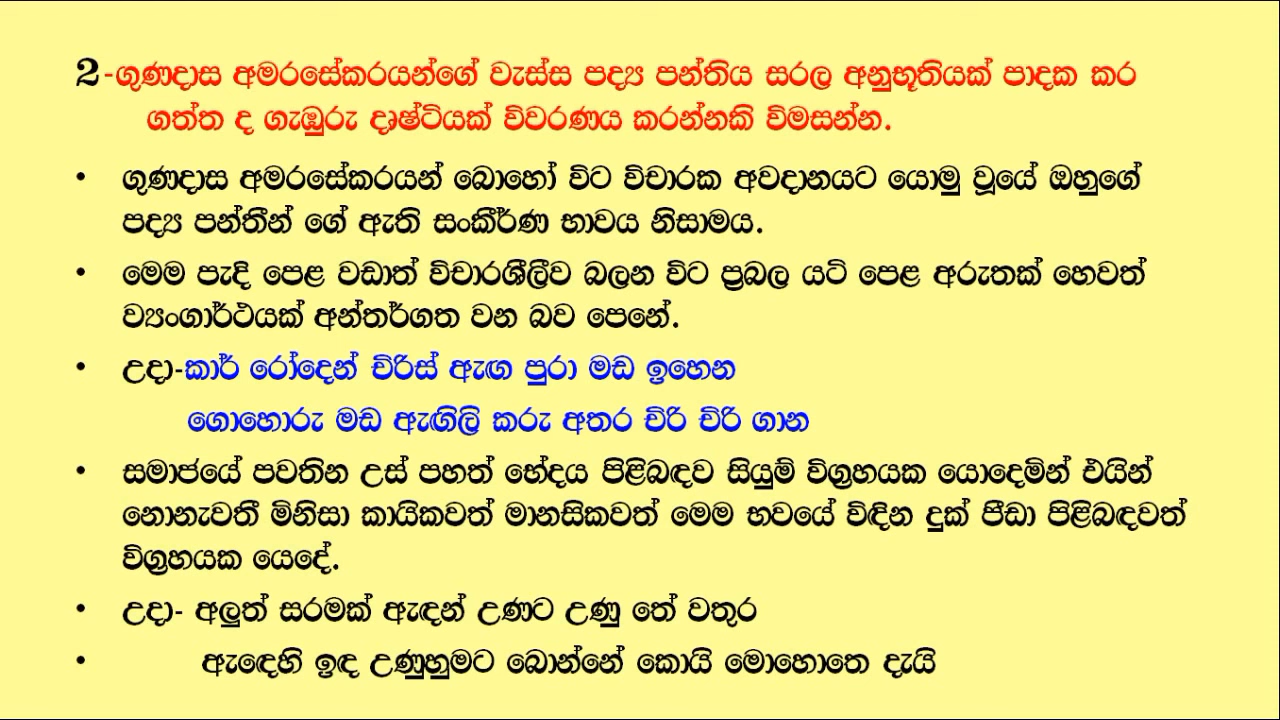 2-ගුණදාස අමරසේකරයන්ගේ වැස්ස පද්‍ය පන්තිය සරල අනුභූතියක් පාදක කර
ගත්ත ද ගැඹුරු දෘෂ්ටියක් විවරණය කරන්නකි විමසන්න.
• ගුණදාස අමරසේකරයන් බොහෝ විට විචාරක අවදානයට යොමු වූයේ ඔහුගේ
පද්‍ය පන්තීන් ගේ ඇති සංකීර්ණ භාවය නිසාමය.
• මෙම පැදි පෙළ වඩාත් විචාරශීලීව බලන විට ප්‍රබල යටි පෙළ අරුතක් හෙවත්
ව්‍යංගාර්ථයක් අන්තර්ගත වන බව පෙනේ.
• උදා-කාර් රෝදෙන් චිරිස් ඇඟ පුරා මඩ ඉහෙන
ගොහොරු මඩ ඇඟිලි කරු අතර චිරි චිරි ගාන
• සමාජයේ පවතින උස් පහත් භේදය පිළිබඳව සියුම් විග්‍රහයක යොදෙමින් එයින්
නොනැවතී මිනිසා කායිකවත් මානසිකවත් මෙම භවයේ විඳින දුක් පීඩා පිළිබඳවත්
විග්‍රහයක යෙදේ.
• උදා- අලුත් සරමක් ඇඳන් උණට උණු තේ වතුර
• ඇඳෙහි ඉඳ උණුහුමට බොන්නේ කොයි මොහොතෙ දැයි